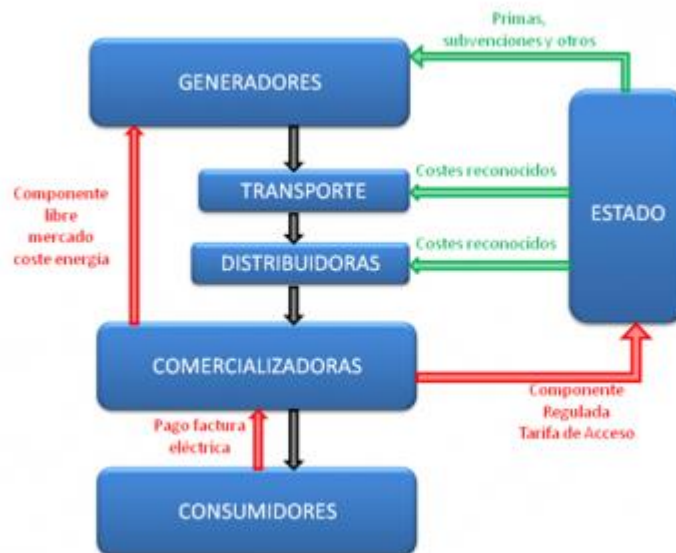 Primas,
subvenciones y otros
GENERADORES
Costes reconocidos
TRANSPORTE
ESTADO
Componente
libre
mercado
coste energía
Costes reconocidos
DISTRIBUIDORAS
COMERCIALIZADORAS
Componente
Regulada
Tarifa de Acceso
Pago factura
eléctrica
CONSUMIDORES